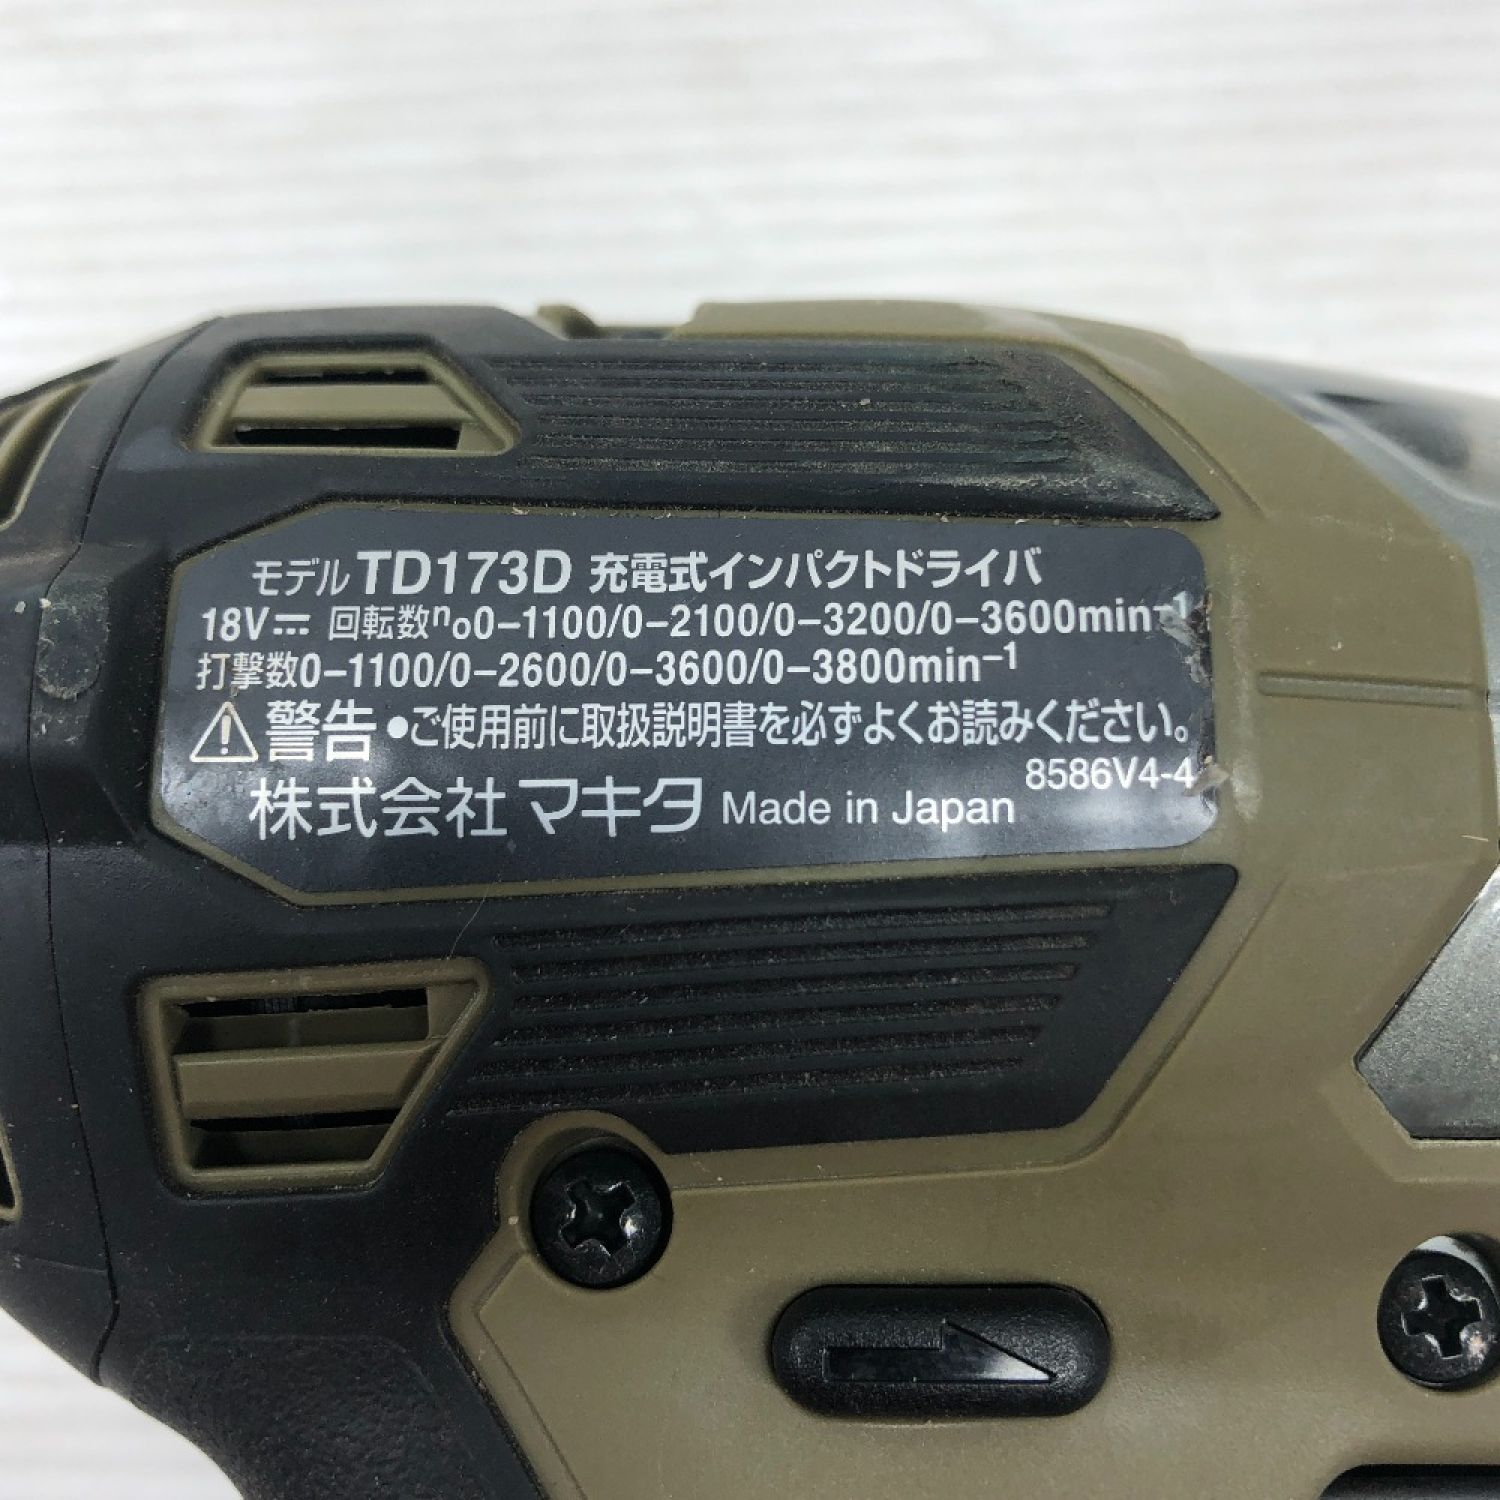 モデル TD173D 充電式インパクトドライバ
18V⎓ 回転数n₀0-1100/0-2100/0-3200/0-3600min⁻¹
打撃数0-1100/0-2600/0-3600/0-3800min⁻¹
⚠警告 •ご使用前に取扱説明書を必ずよくお読みください。
8586V4-4
株式会社マキタ Made in Japan